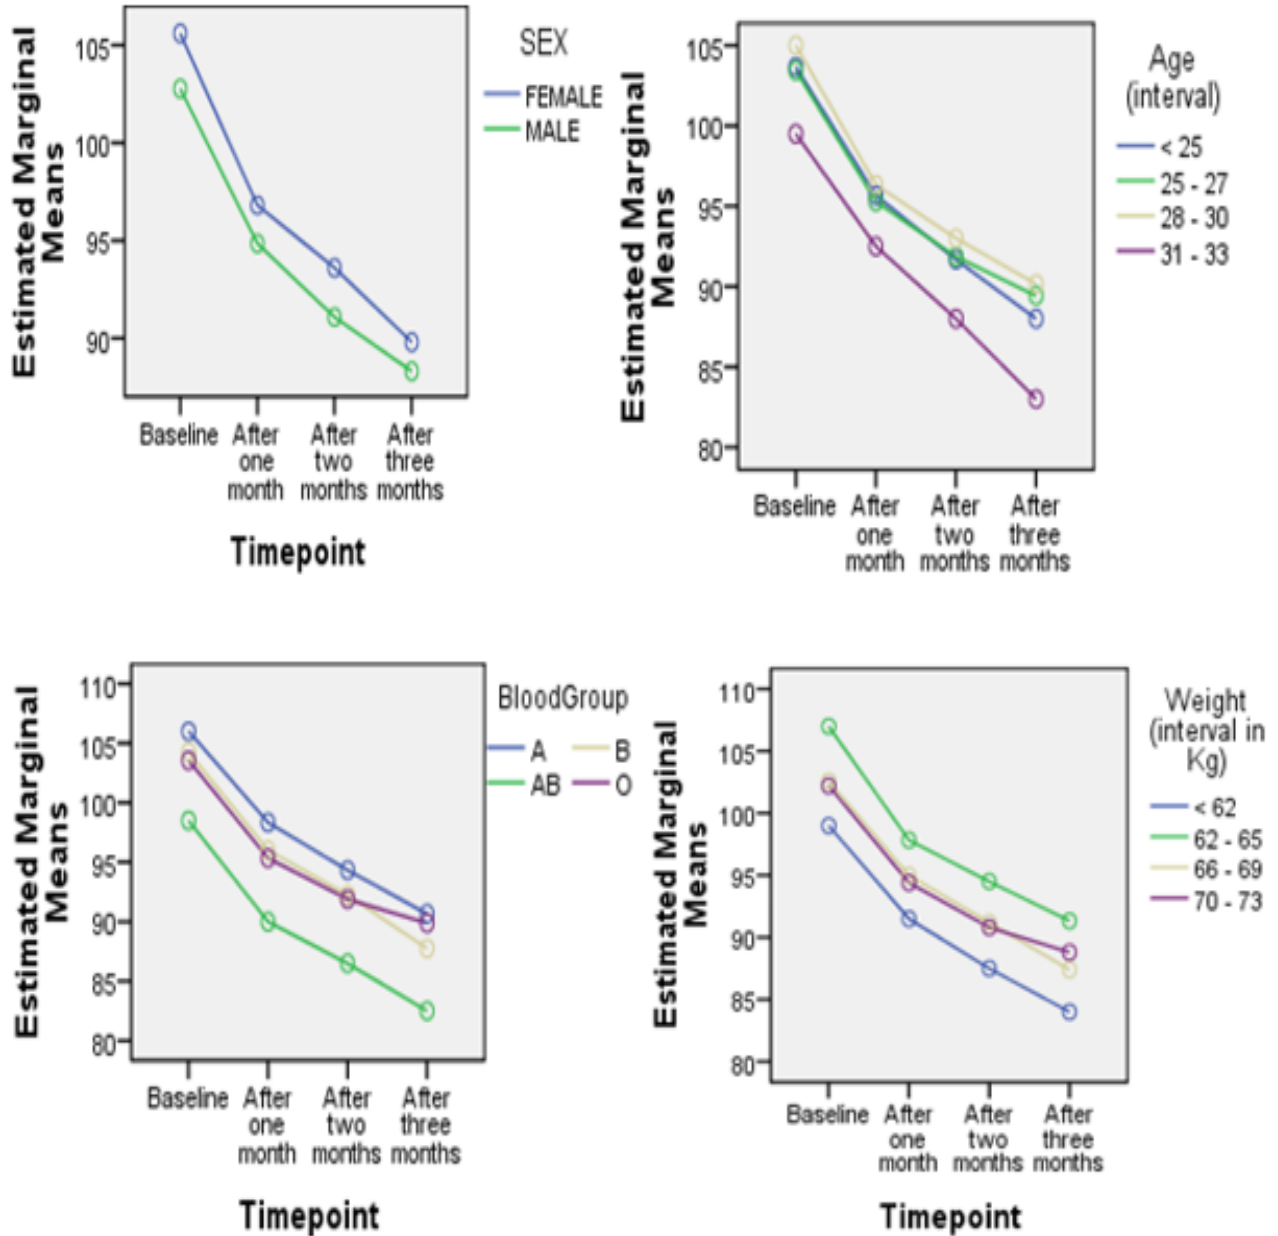 Estimated Marginal
Means
105
100
95
90
Baseline
After
one
month
After
two
months
After
three
months
Timepoint
SEX
FEMALE
MALE
Estimated Marginal
Means
105
100
95
90
85
80
Baseline
After
one
month
After
two
months
After
three
months
Age
(interval)
< 25
25 - 27
28 - 30
31 - 33
Estimated Marginal
Means
110
105
100
95
90
85
80
Baseline
After
one
month
After
two
months
After
three
months
Timepoint
BloodGroup
A
B
AB
O
Estimated Marginal
Means
110
105
100
95
90
85
80
Baseline
After
one
month
After
two
months
After
three
months
Timepoint
Weight
(interval in
Kg)
< 62
62 - 65
66 - 69
70 - 73